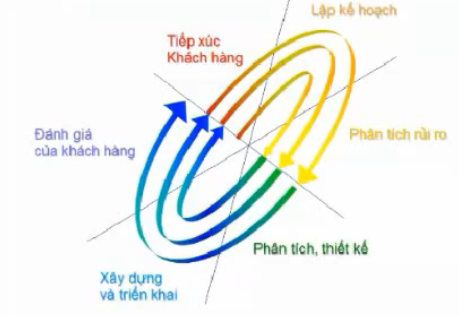 Lập kế hoạch
Tiếp xúc
Khách hàng
Đánh giá
của khách hàng
Phân tích rủi ro
Phân tích, thiết kế
Xây dựng
và triển khai